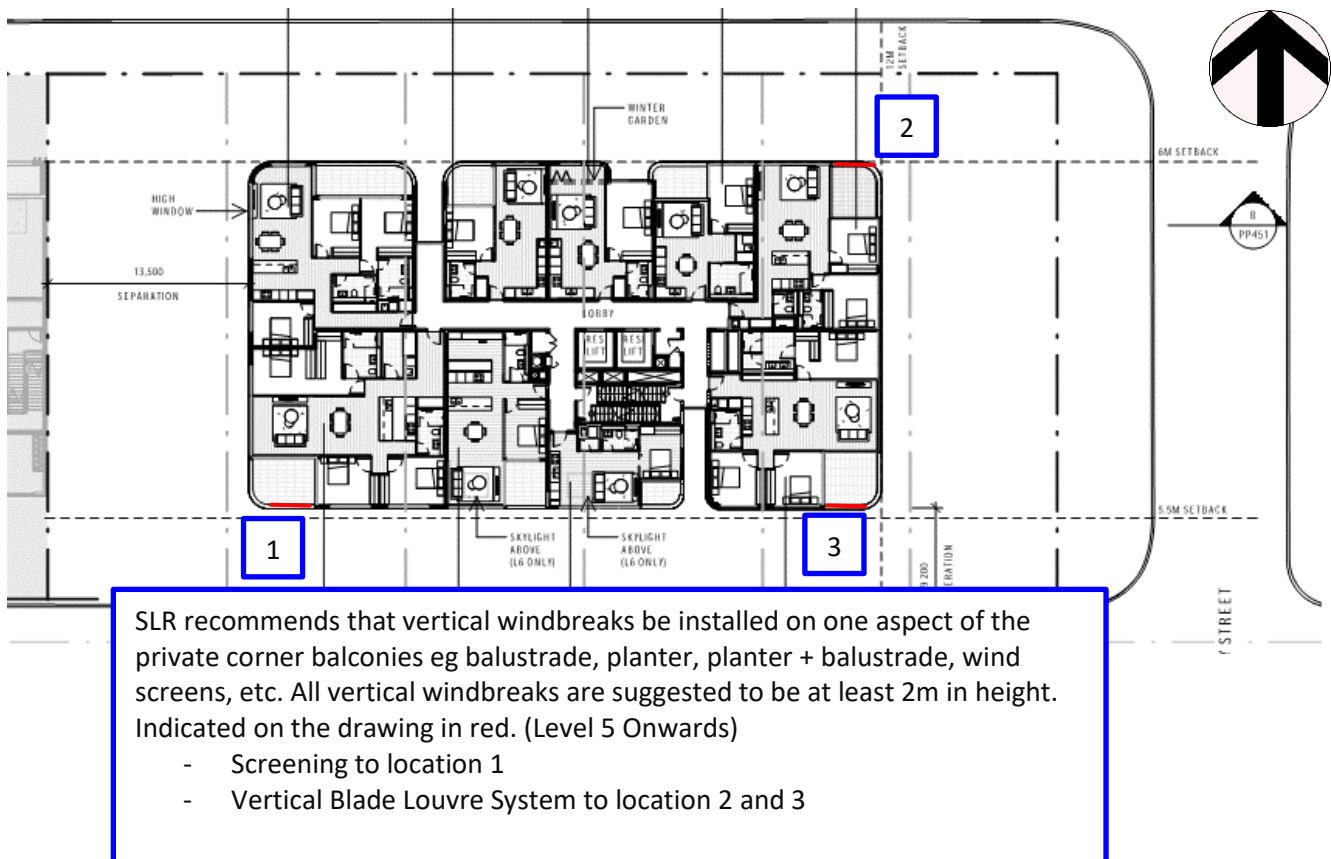 12M
SETBACK
2
WINTER
GARDEN
6M SETBACK
HIGH
WINDOW
B
PP451
13,500
SEPARATION
LOBBY
RES
LIFT
RES
LIFT
5.5M SETBACK
1
SKYLIGHT
ABOVE
(L6 ONLY)
SKYLIGHT
ABOVE
(L6 ONLY)
3
STREET
SLR recommends that vertical windbreaks be installed on one aspect of the
private corner balconies eg balustrade, planter, planter + balustrade, wind
screens, etc. All vertical windbreaks are suggested to be at least 2m in height.
Indicated on the drawing in red. (Level 5 Onwards)
- Screening to location 1
- Vertical Blade Louvre System to location 2 and 3